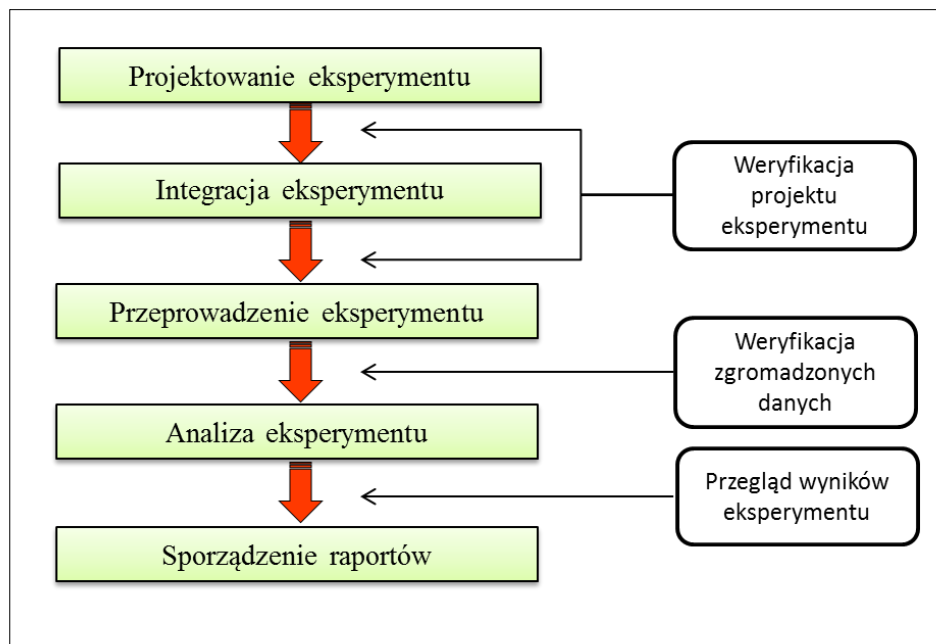 Projektowanie eksperymentu
Integracja eksperymentu
Weryfikacja
projektu
eksperymentu
Przeprowadzenie eksperymentu
Weryfikacja
zgromadzonych
danych
Analiza eksperymentu
Przegląd wyników
eksperymentu
Sporządzenie raportów